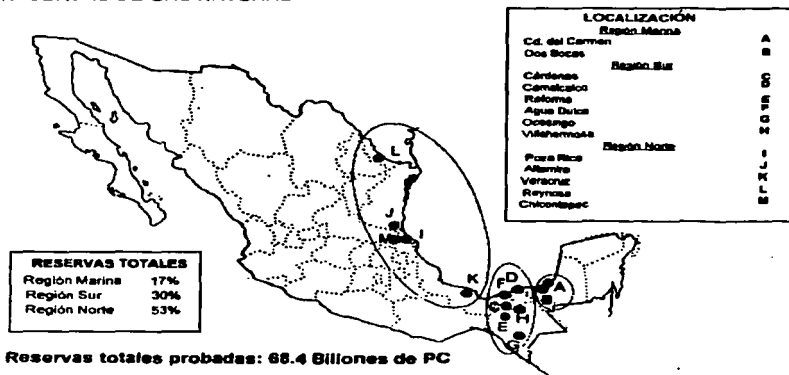 LOCALIZACIÓN
Región Marina
Cd. del Carmen A
Dos Bocas B
Región Sur
Cárdenas C
Comalcalco D
Reforma E
Agua Dulce F
Ocosingo G
Villahermosa H
Región Norte
Poza Rica I
Altamira J
Veracruz K
Reynosa L
Chicontepec M
L
J
M
I
K
F D
A
B
C
E
H
G
RESERVAS TOTALES
Región Marina 17%
Región Sur 30%
Región Norte 53%
Reservas totales probadas: 68.4 Billiones de PC